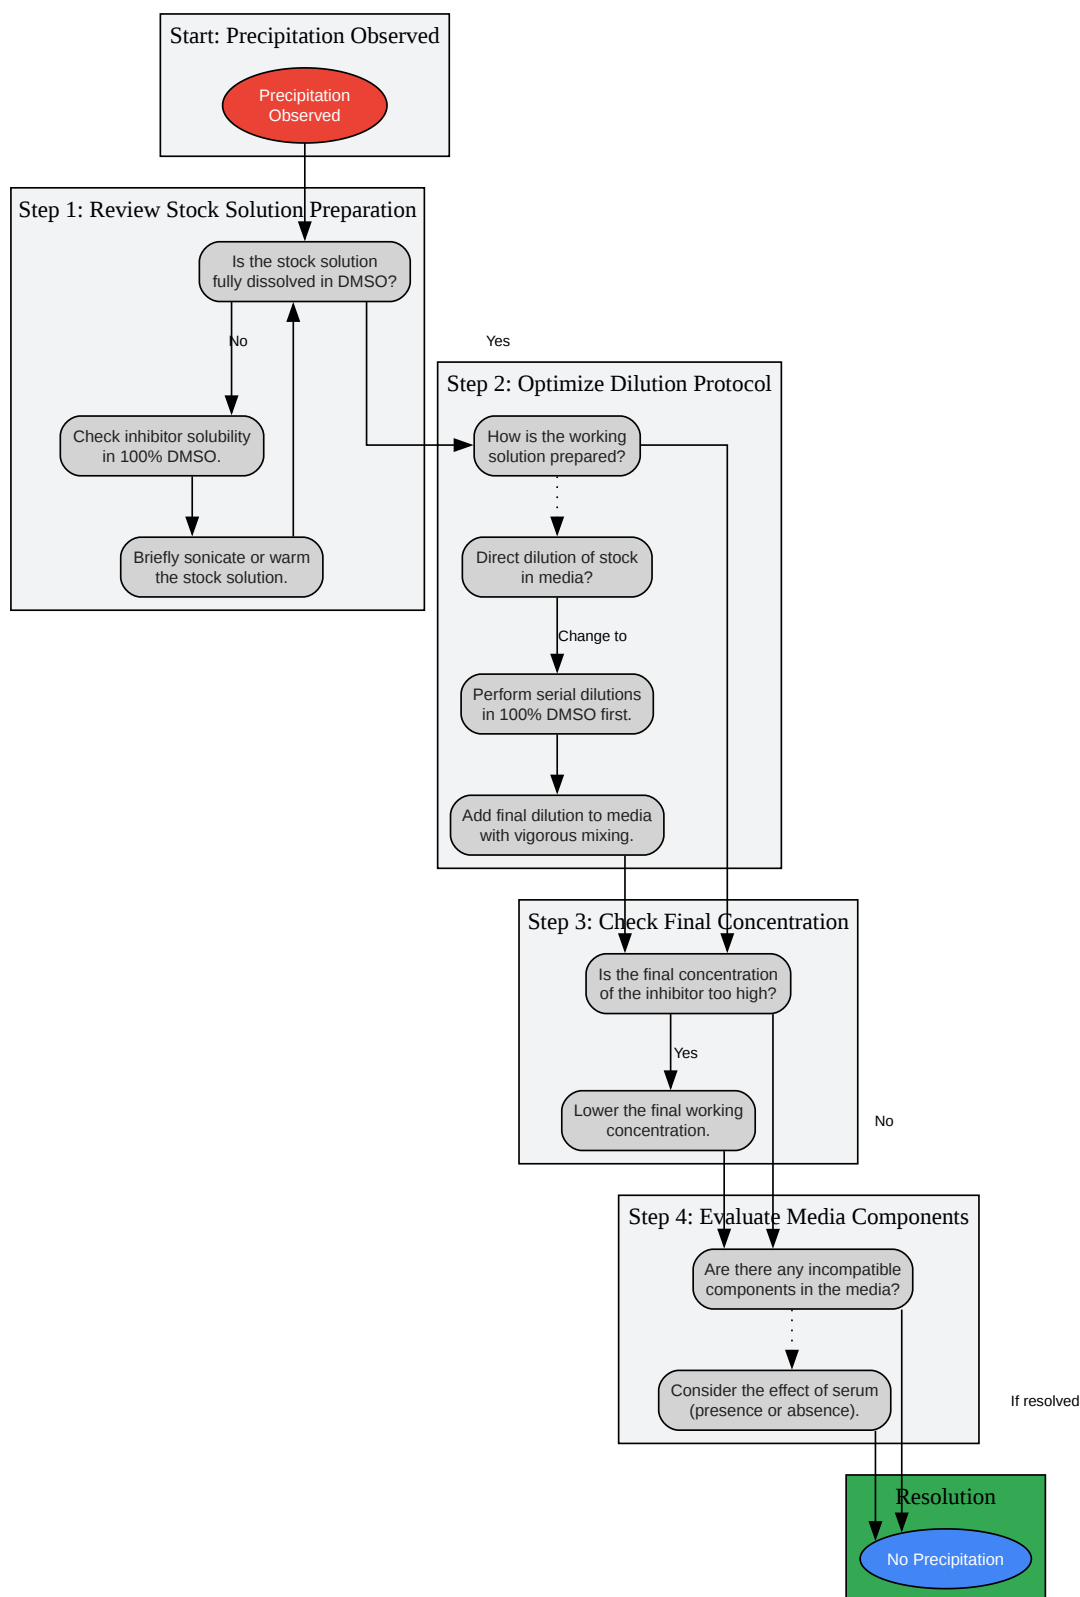 Start: Precipitation Observed
Precipitation
Observed
Step 1: Review Stock Solution Preparation
Is the stock solution
fully dissolved in DMSO?
No
Yes
Check inhibitor solubility
in 100% DMSO.
Briefly sonicate or warm
the stock solution.
Step 2: Optimize Dilution Protocol
How is the working
solution prepared?
Direct dilution of stock
in media?
Change to
Perform serial dilutions
in 100% DMSO first.
Add final dilution to media
with vigorous mixing.
Step 3: Check Final Concentration
Is the final concentration
of the inhibitor too high?
Yes
Lower the final working
concentration.
No
Step 4: Evaluate Media Components
Are there any incompatible
components in the media?
Consider the effect of serum
(presence or absence).
If resolved
Resolution
No Precipitation